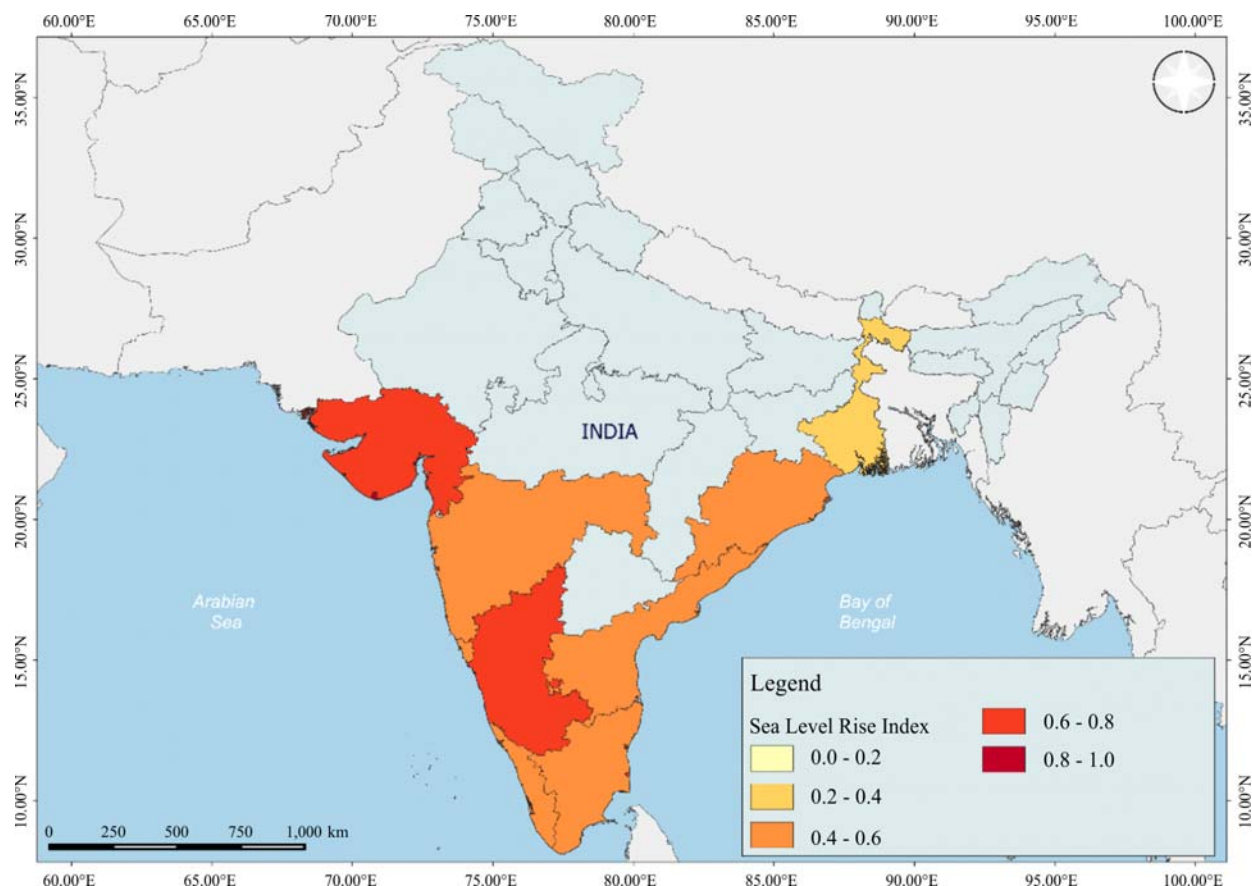 60.00°E 65.00°E 70.00°E 75.00°E 80.00°E 85.00°E 90.00°E 95.00°E 100.00°E
35.00°N 35.00°N
30.00°N 30.00°N
25.00°N 25.00°N
INDIA
20.00°N 20.00°N
Arabian
Sea
Bay of
Bengal
15.00°N 15.00°N
Legend
Sea Level Rise Index
0.0 - 0.2
0.2 - 0.4
0.4 - 0.6
0.6 - 0.8
0.8 - 1.0
10.00°N 10.00°N
0 250 500 750 1,000 km
60.00°E 65.00°E 70.00°E 75.00°E 80.00°E 85.00°E 90.00°E 95.00°E 100.00°E